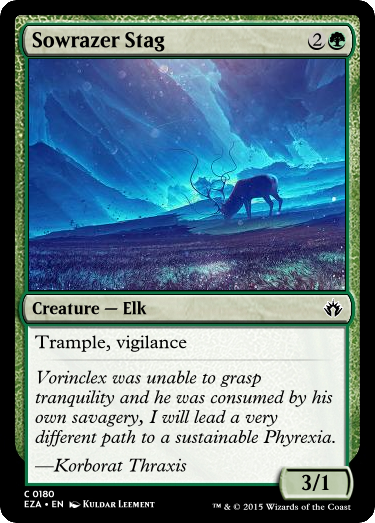 Sowrazer Stag 2
Creature — Elk
Trample, vigilance
Vorinclex was unable to grasp
tranquility and he was consumed by his
own savagery, I will lead a very
different path to a sustainable Phyrexia.
—Korborat Thraxis
3/1
C 0180
EZA • EN KULDAR LEEMENT
™ & © 2015 Wizards of the Coast